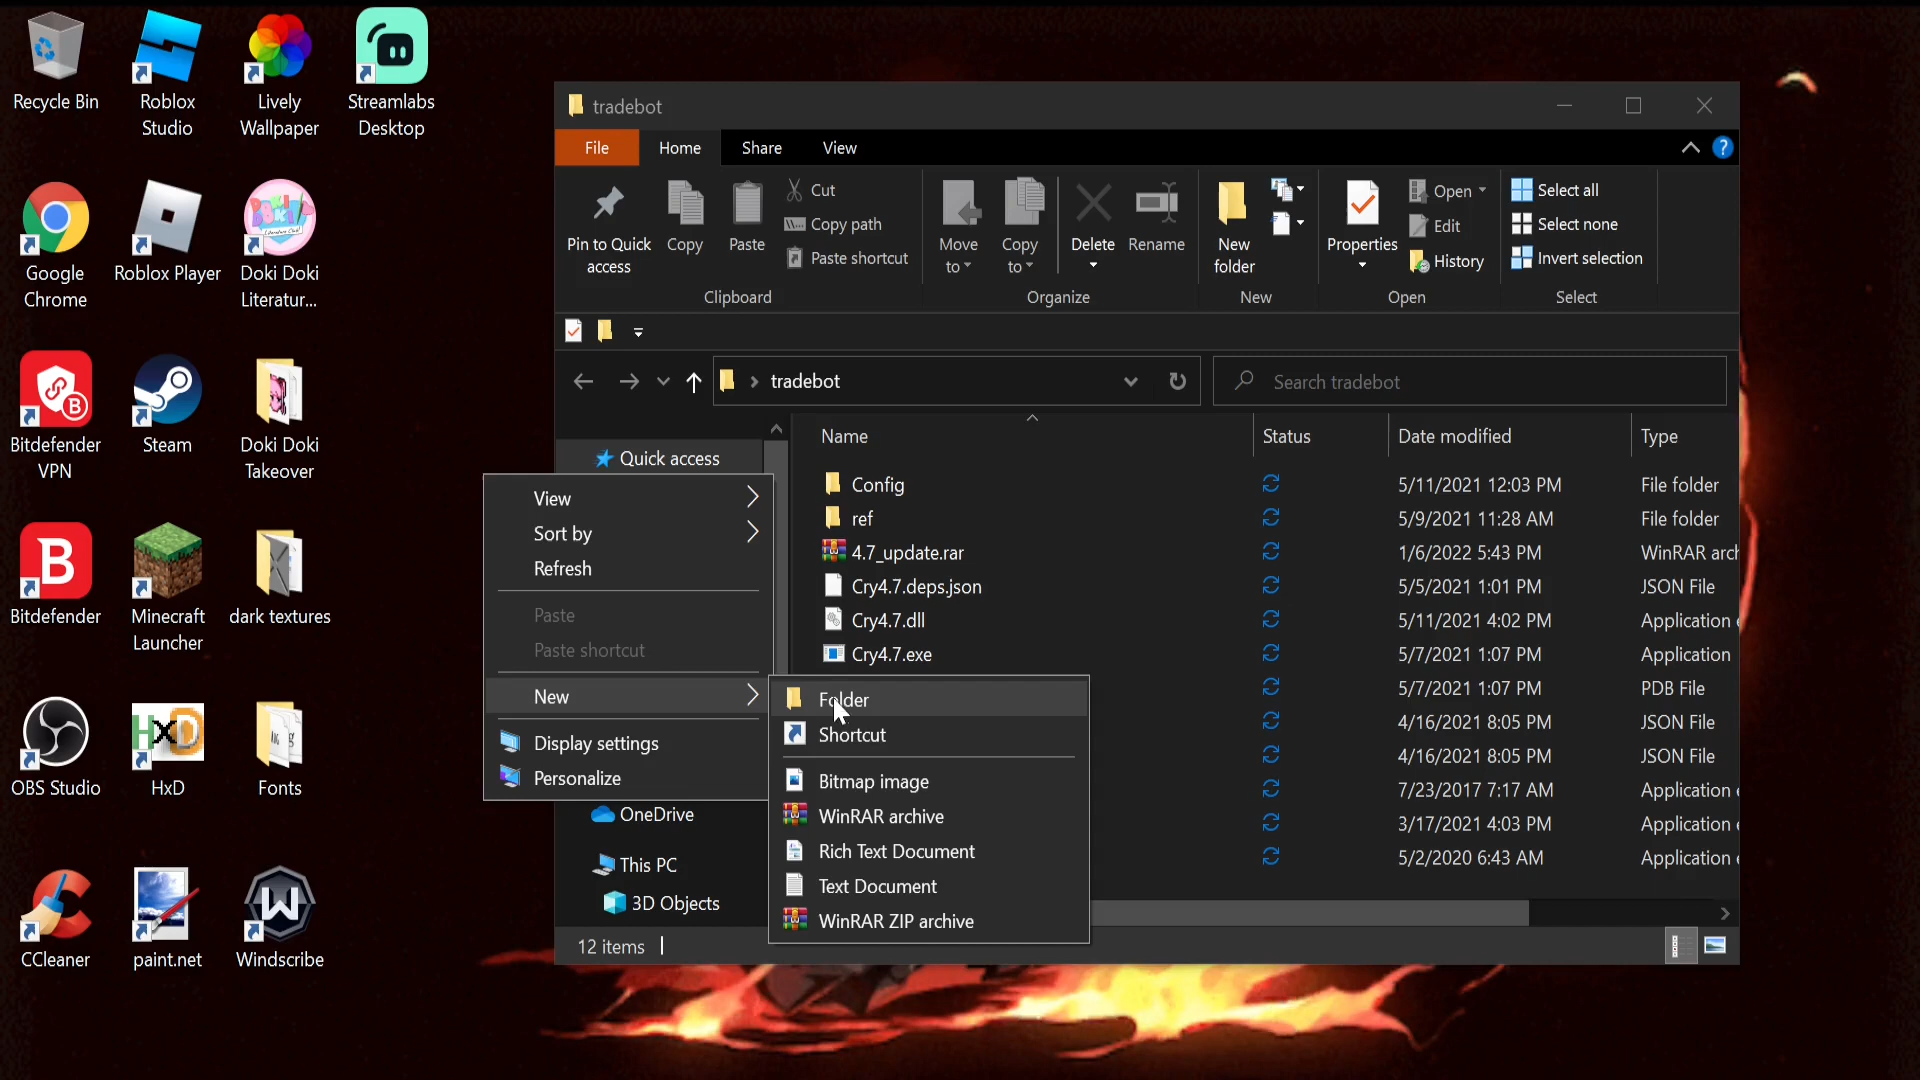 Recycle Bin
Roblox
Studio
Lively
Wallpaper
Streamlabs
Desktop
Google
Chrome
Roblox Player
Doki Doki
Literatur...
Bitdefender
VPN
Steam
Doki Doki
Takeover
Bitdefender
Minecraft
Launcher
dark textures
OBS Studio
HxD
Fonts
CCleaner
paint.net
Windscribe
tradebot
File
Home
Share
View
Pin to Quick
access
Copy
Paste
Cut
Copy path
Paste shortcut
Clipboard
Move
to
Copy
to
Delete
Rename
Organize
New
folder
New
Properties
Open
Edit
History
Open
Select all
Select none
Invert selection
Select
tradebot
Search tradebot
Quick access
OneDrive
This PC
3D Objects
Name Status Date modified Type
Config 5/11/2021 12:03 PM File folder
ref 5/9/2021 11:28 AM File folder
4.7_update.rar 1/6/2022 5:43 PM WinRAR arch
Cry4.7.deps.json 5/5/2021 1:01 PM JSON File
Cry4.7.dll 5/11/2021 4:02 PM Application e
Cry4.7.exe 5/7/2021 1:07 PM Application
5/7/2021 1:07 PM PDB File
4/16/2021 8:05 PM JSON File
4/16/2021 8:05 PM JSON File
7/23/2017 7:17 AM Application e
3/17/2021 4:03 PM Application e
5/2/2020 6:43 AM Application e
12 items
View
Sort by
Refresh
Paste
Paste shortcut
New
Display settings
Personalize
Folder
Shortcut
Bitmap image
WinRAR archive
Rich Text Document
Text Document
WinRAR ZIP archive